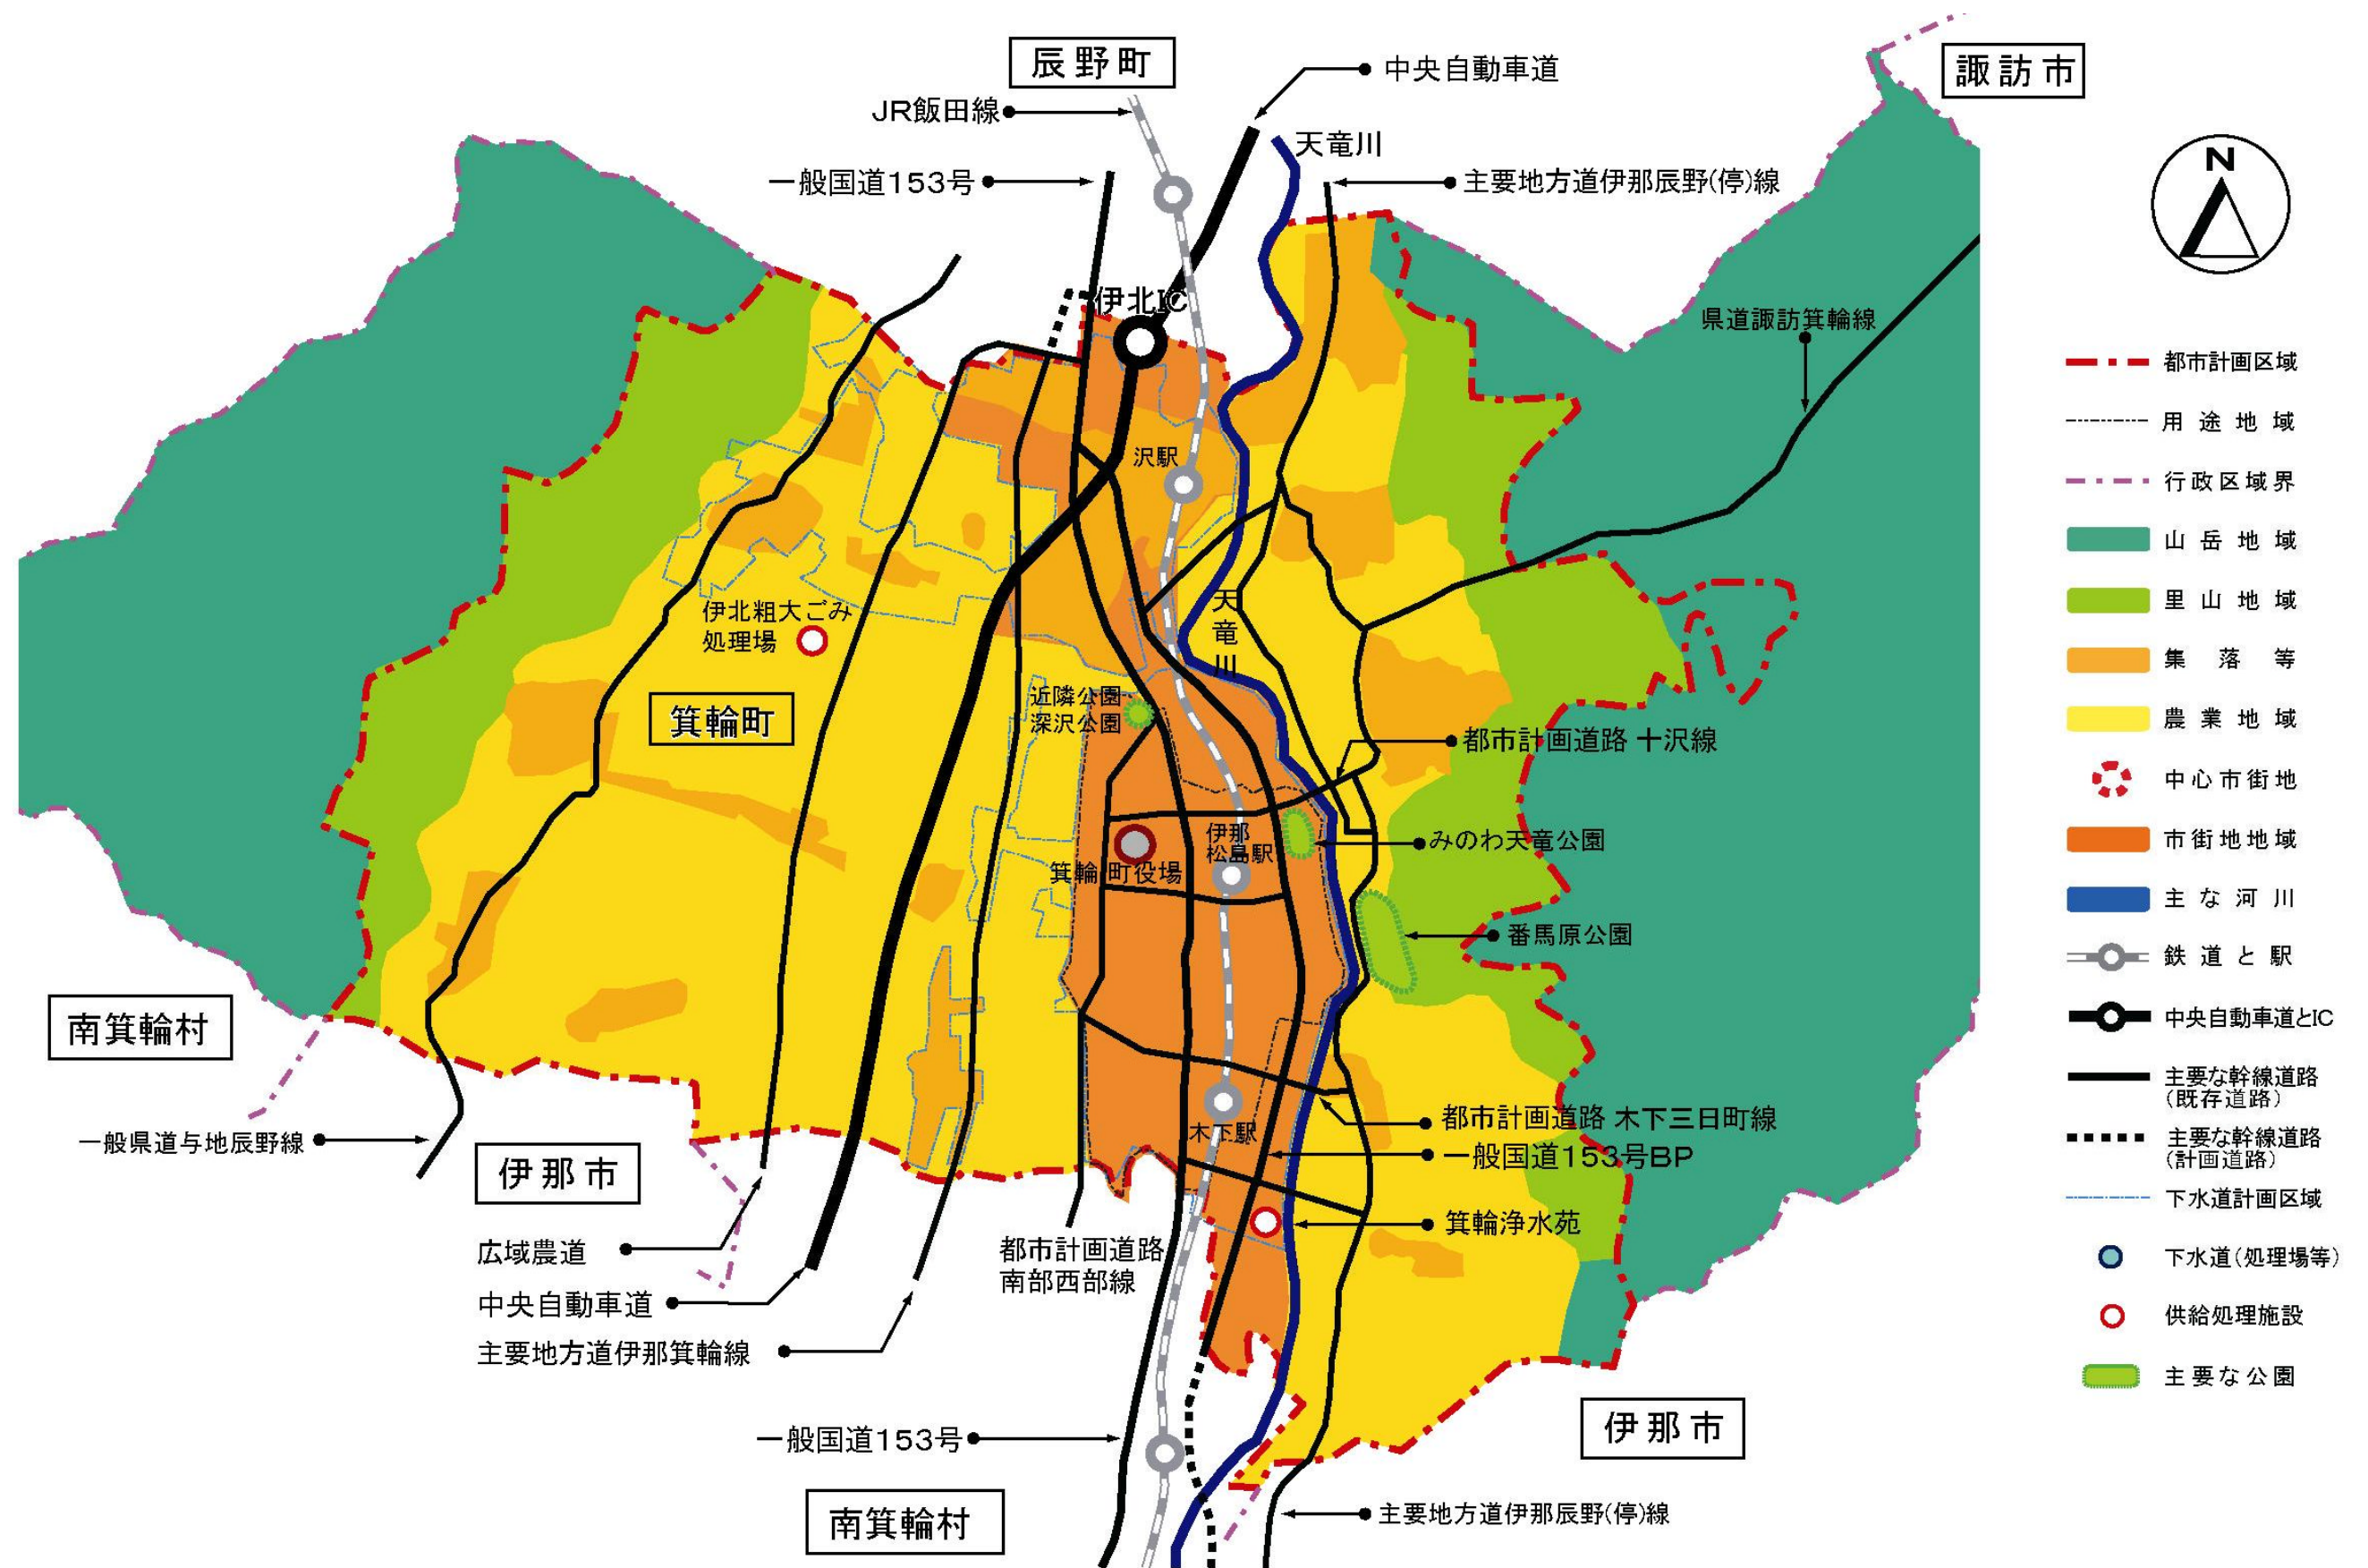 辰野町
中央自動車道
諏訪市
JR飯田線
天竜川
一般国道153号
主要地方道伊那辰野(停)線
N
伊北IC
県道諏訪箕輪線
沢駅
伊北粗大ごみ
処理場
天
竜
川
近隣公園
深沢公園
箕輪町
都市計画道路 十沢線
伊那
松島駅
みのわ天竜公園
箕輪町役場
番馬原公園
南箕輪村
都市計画道路 木下三日町線
木下駅
一般県道与地辰野線
一般国道153号BP
伊那市
箕輪浄水苑
広域農道
都市計画道路
南部西部線
中央自動車道
主要地方道伊那箕輪線
伊那市
一般国道153号
南箕輪村
主要地方道伊那辰野(停)線
都市計画区域
用途地域
行政区域界
山岳地域
里山地域
集落等
農業地域
中心市街地
市街地地域
主な河川
鉄道と駅
中央自動車道とIC
主要な幹線道路
(既存道路)
主要な幹線道路
(計画道路)
下水道計画区域
下水道(処理場等)
供給処理施設
主要な公園